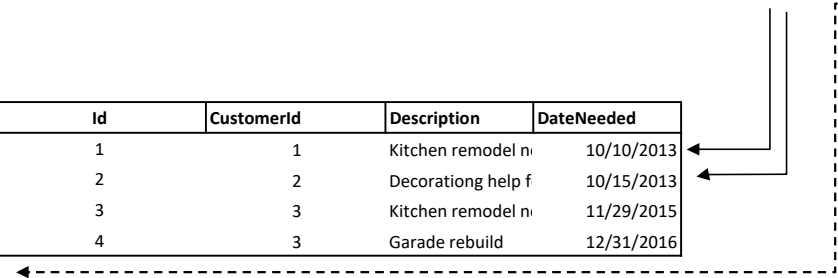 Id CustomerId Description DateNeeded
1 1 Kitchen remodel 10/10/2013
2 2 Decorationg help 10/15/2013
3 3 Kitchen remodel 11/29/2015
4 3 Garade rebuild 12/31/2016